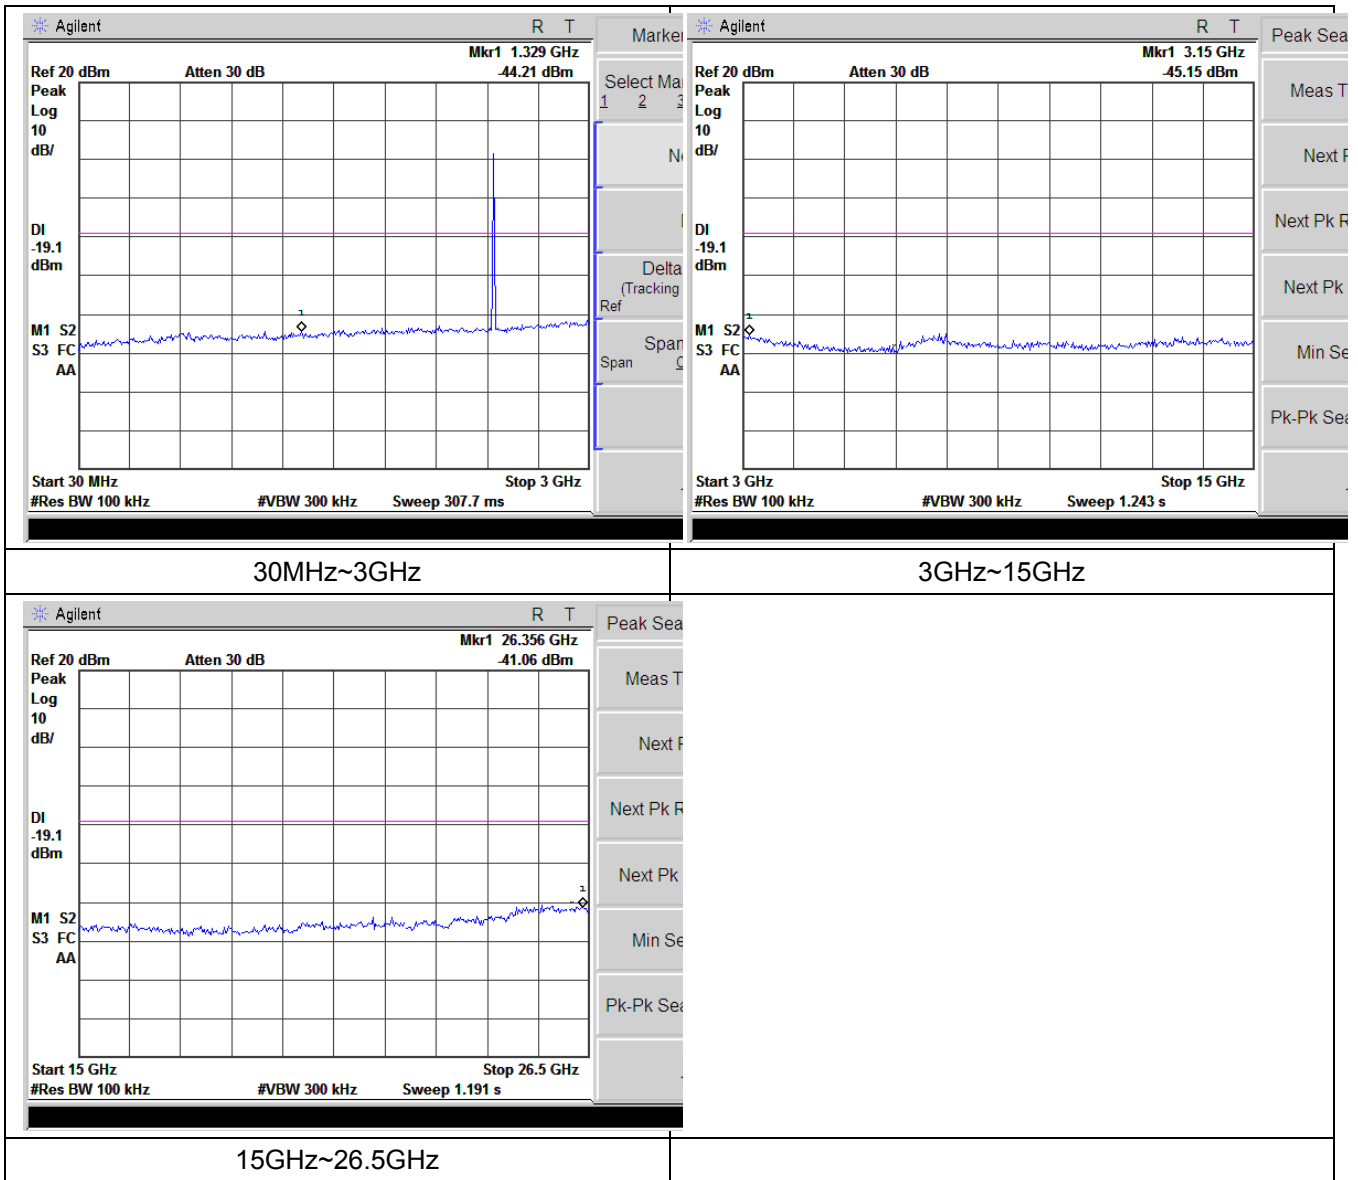 Agilent R T
Marker
Mkr1 1.329 GHz
Ref 20 dBm Atten 30 dB -44.21 dBm
Peak
Log
10
dB/
DI
-19.1
dBm
M1 S2
S3 FC
AA
1
Start 30 MHz Stop 3 GHz
#Res BW 100 kHz #VBW 300 kHz Sweep 307.7 ms
Select Mar
1 2 3
Delta
(Tracking
Ref
Span
Span
Agilent R T
Peak Sea
Mkr1 3.15 GHz
Ref 20 dBm Atten 30 dB -45.15 dBm
Peak
Log
10
dB/
DI
-19.1
dBm
M1 S2
S3 FC
AA
1
Start 3 GHz Stop 15 GHz
#Res BW 100 kHz #VBW 300 kHz Sweep 1.243 s
Meas T
Next P
Next Pk R
Next Pk
Min Se
Pk-Pk Sea
30MHz~3GHz
3GHz~15GHz
Agilent R T
Peak Sea
Mkr1 26.356 GHz
Ref 20 dBm Atten 30 dB -41.06 dBm
Peak
Log
10
dB/
DI
-19.1
dBm
M1 S2
S3 FC
AA
1
Start 15 GHz Stop 26.5 GHz
#Res BW 100 kHz #VBW 300 kHz Sweep 1.191 s
Meas T
Next P
Next Pk R
Next Pk
Min Se
Pk-Pk Sea
15GHz~26.5GHz